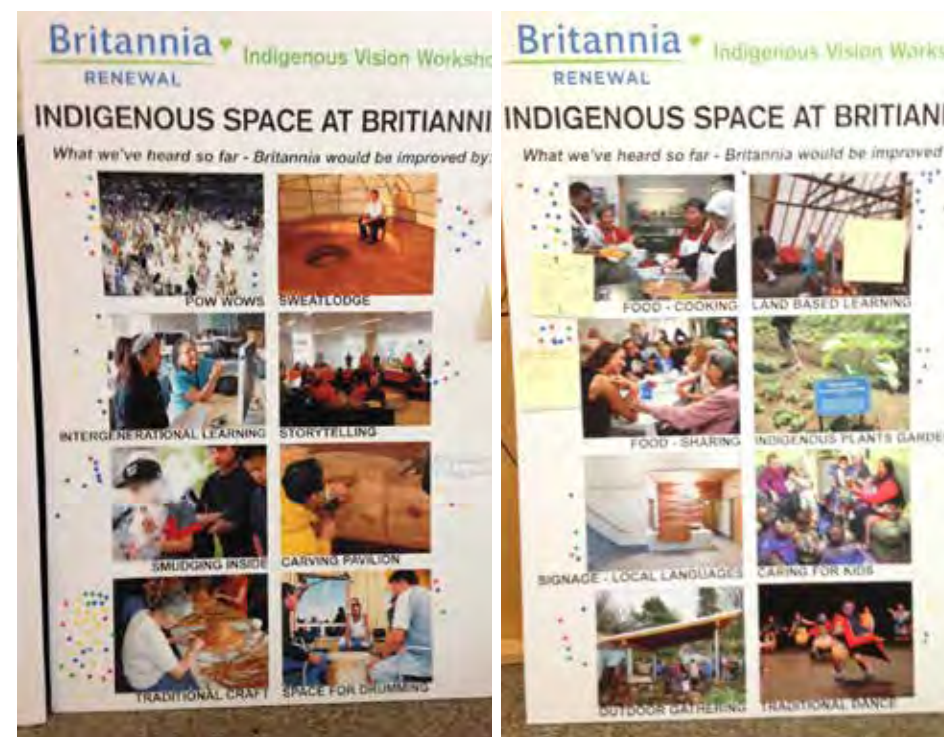 Britannia
Indigenous Vision Worksho
RENEWAL
INDIGENOUS SPACE AT BRITIANNI
What we've heard so far - Britannia would be improved by:
POW WOWS
SWEATLODGE
INTERGENERATIONAL LEARNING
STORYTELLING
SMUDGING INSIDE
CARVING PAVILION
TRADITIONAL CRAFT
SPACE FOR DRUMMING
Britannia
Indigenous Vision Works
RENEWAL
INDIGENOUS SPACE AT BRITIAN
What we've heard so far - Britannia would be improved
FOOD - COOKING
LAND BASED LEARNING
FOOD - SHARING
INDIGENOUS PLANTS GARDE
SIGNAGE - LOCAL LANGUAGES
CARING FOR KIDS
OUTDOOR GATHERING
TRADITIONAL DANCE